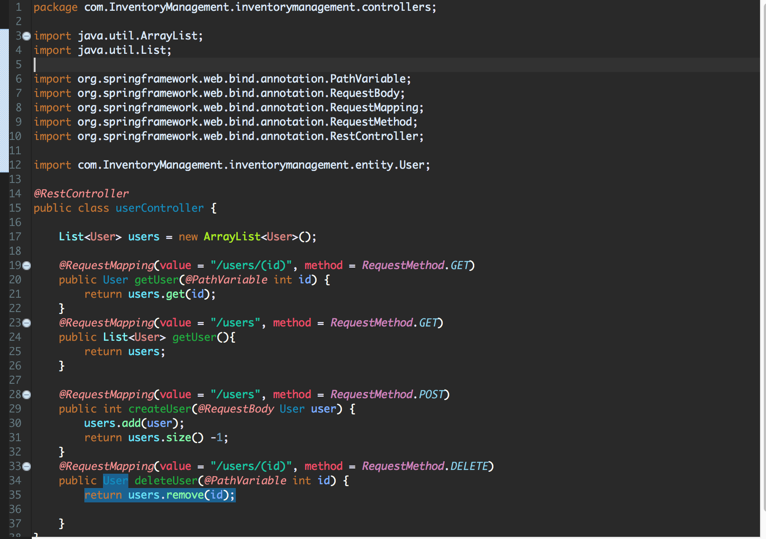 1 package com.InventoryManagement.inventorymanagement.controllers;
2
3 import java.util.ArrayList;
4 import java.util.List;
5
6 import org.springframework.web.bind.annotation.PathVariable;
7 import org.springframework.web.bind.annotation.RequestBody;
8 import org.springframework.web.bind.annotation.RequestMapping;
9 import org.springframework.web.bind.annotation.RequestMethod;
10 import org.springframework.web.bind.annotation.RestController;
11
12 import com.InventoryManagement.inventorymanagement.entity.User;
13
14 @RestController
15 public class userController {
16
17     List<User> users = new ArrayList<User>();
18
19     @RequestMapping(value = "/users/(id)", method = RequestMethod.GET)
20     public User getUser(@PathVariable int id) {
21         return users.get(id);
22     }
23     @RequestMapping(value = "/users", method = RequestMethod.GET)
24     public List<User> getUser(){
25         return users;
26     }
27
28     @RequestMapping(value = "/users", method = RequestMethod.POST)
29     public int createUser(@RequestBody User user) {
30         users.add(user);
31         return users.size() -1;
32     }
33     @RequestMapping(value = "/users/(id)", method = RequestMethod.DELETE)
34     public User deleteUser(@PathVariable int id) {
35         return users.remove(id);
36
37     }
38 }